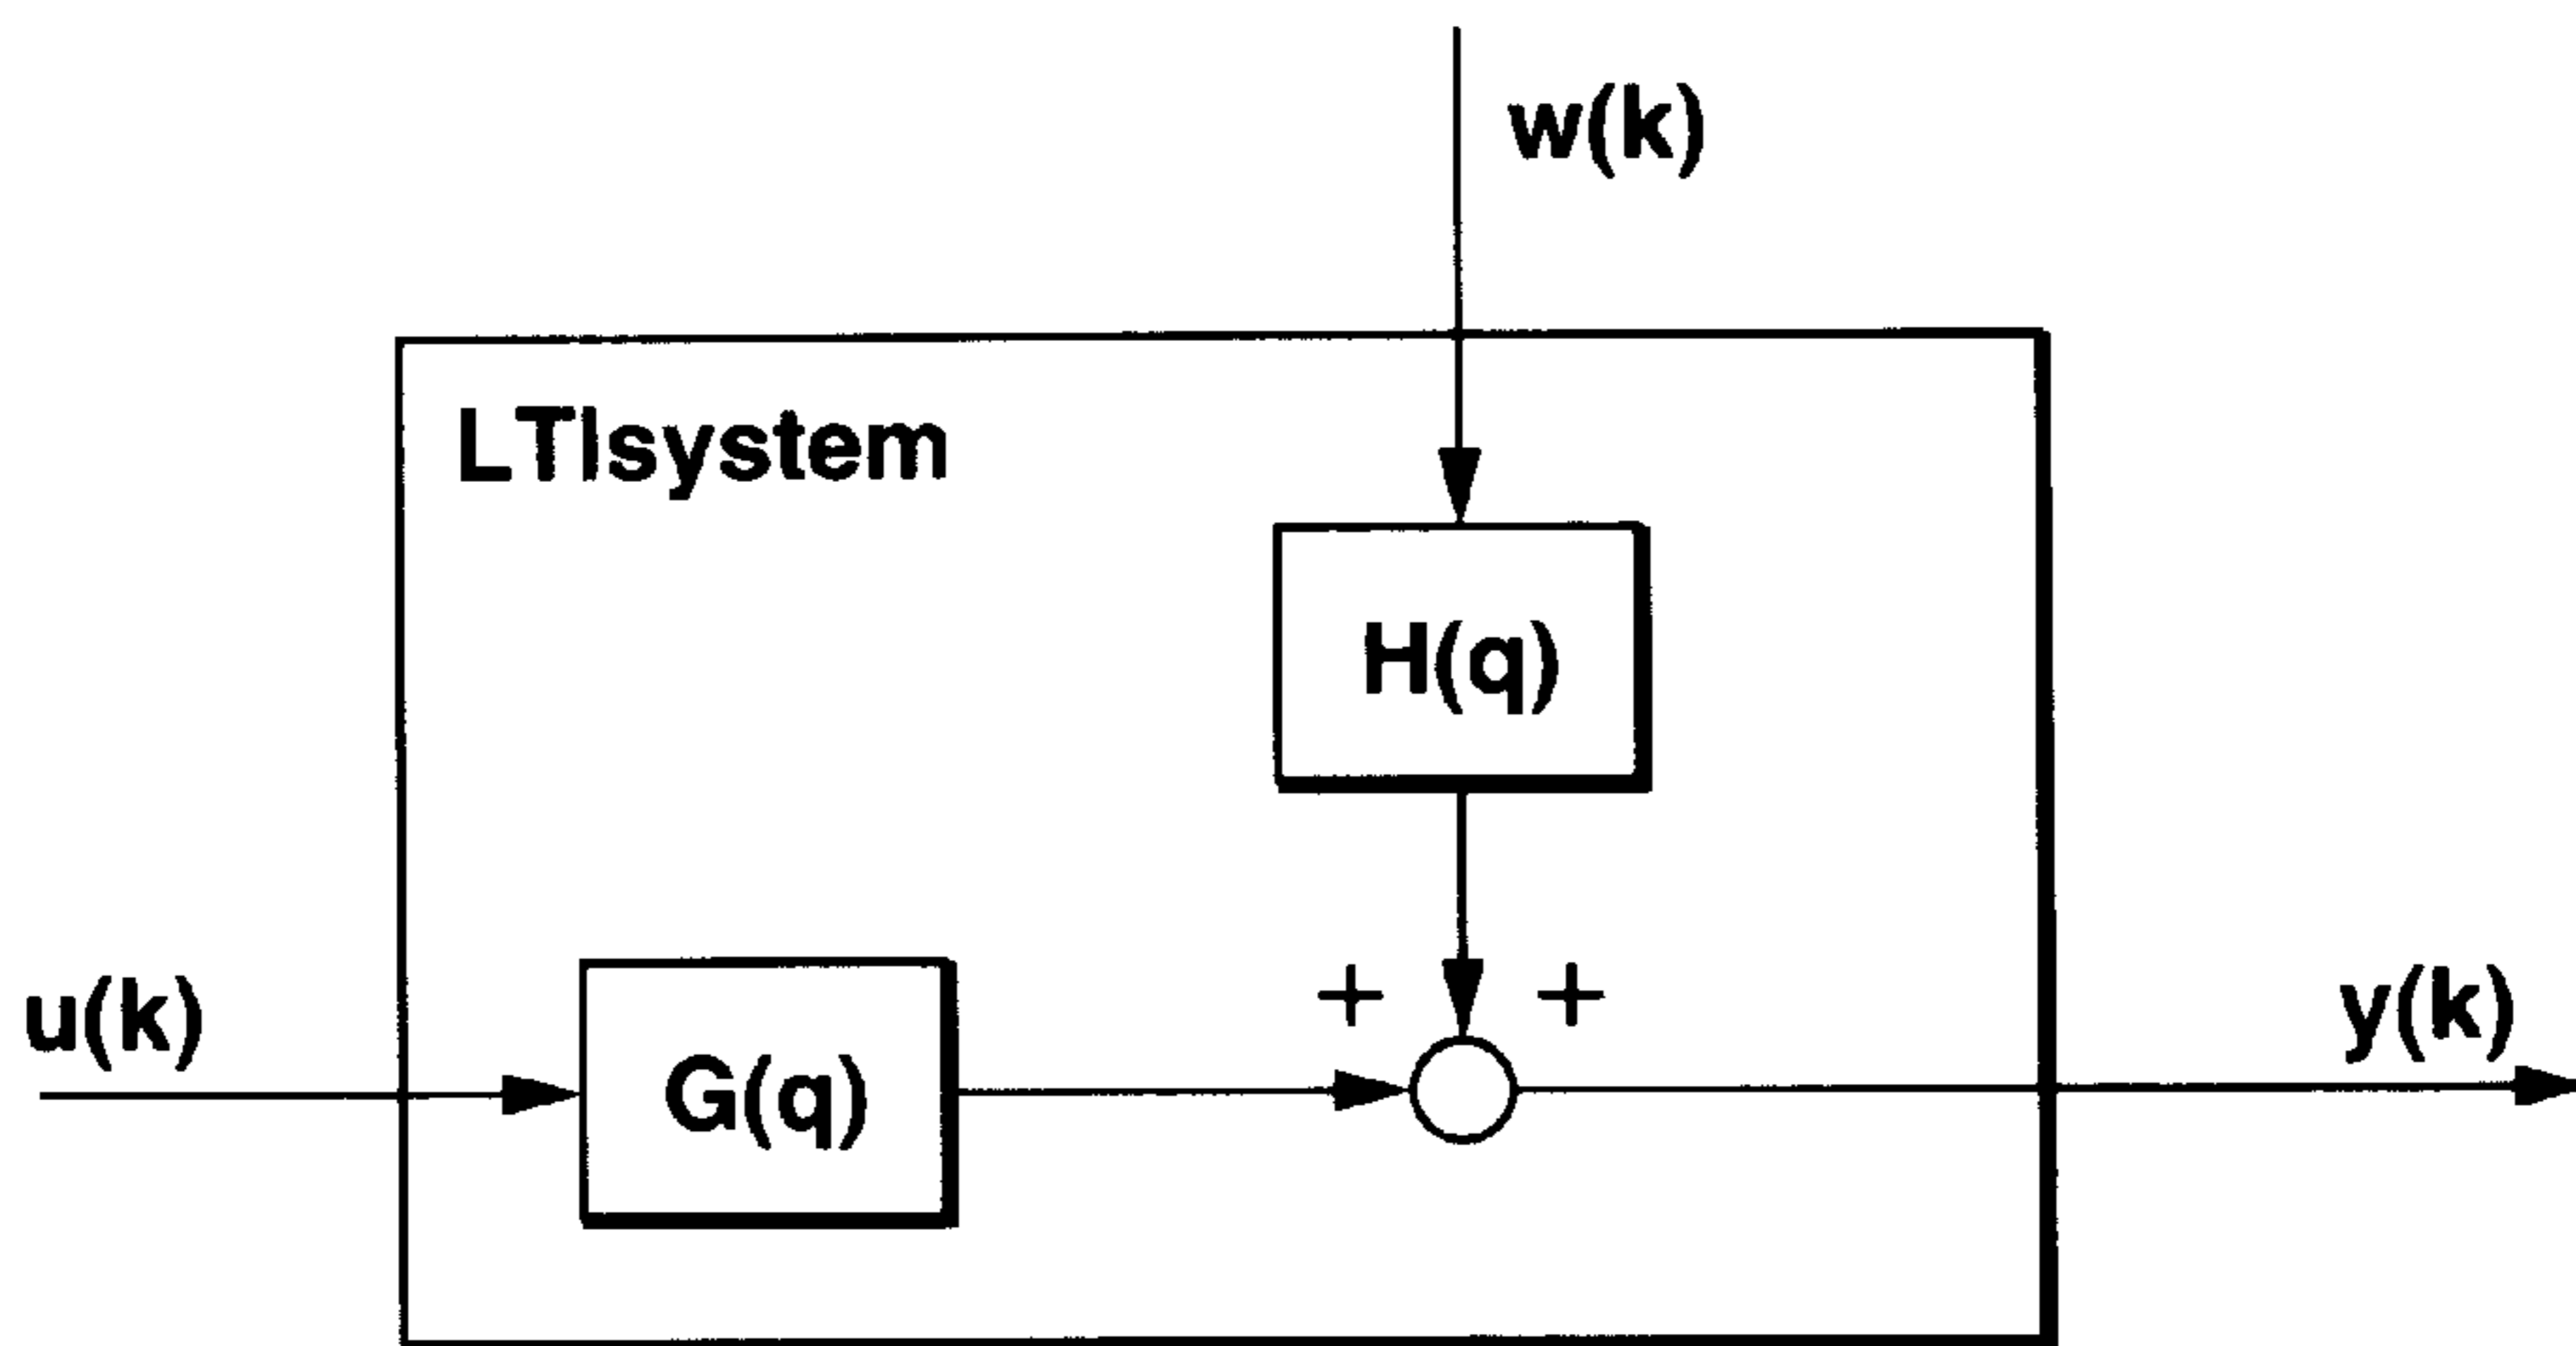 w(k)
LTIsystem
H(q)
+ +
u(k)
G(q)
y(k)